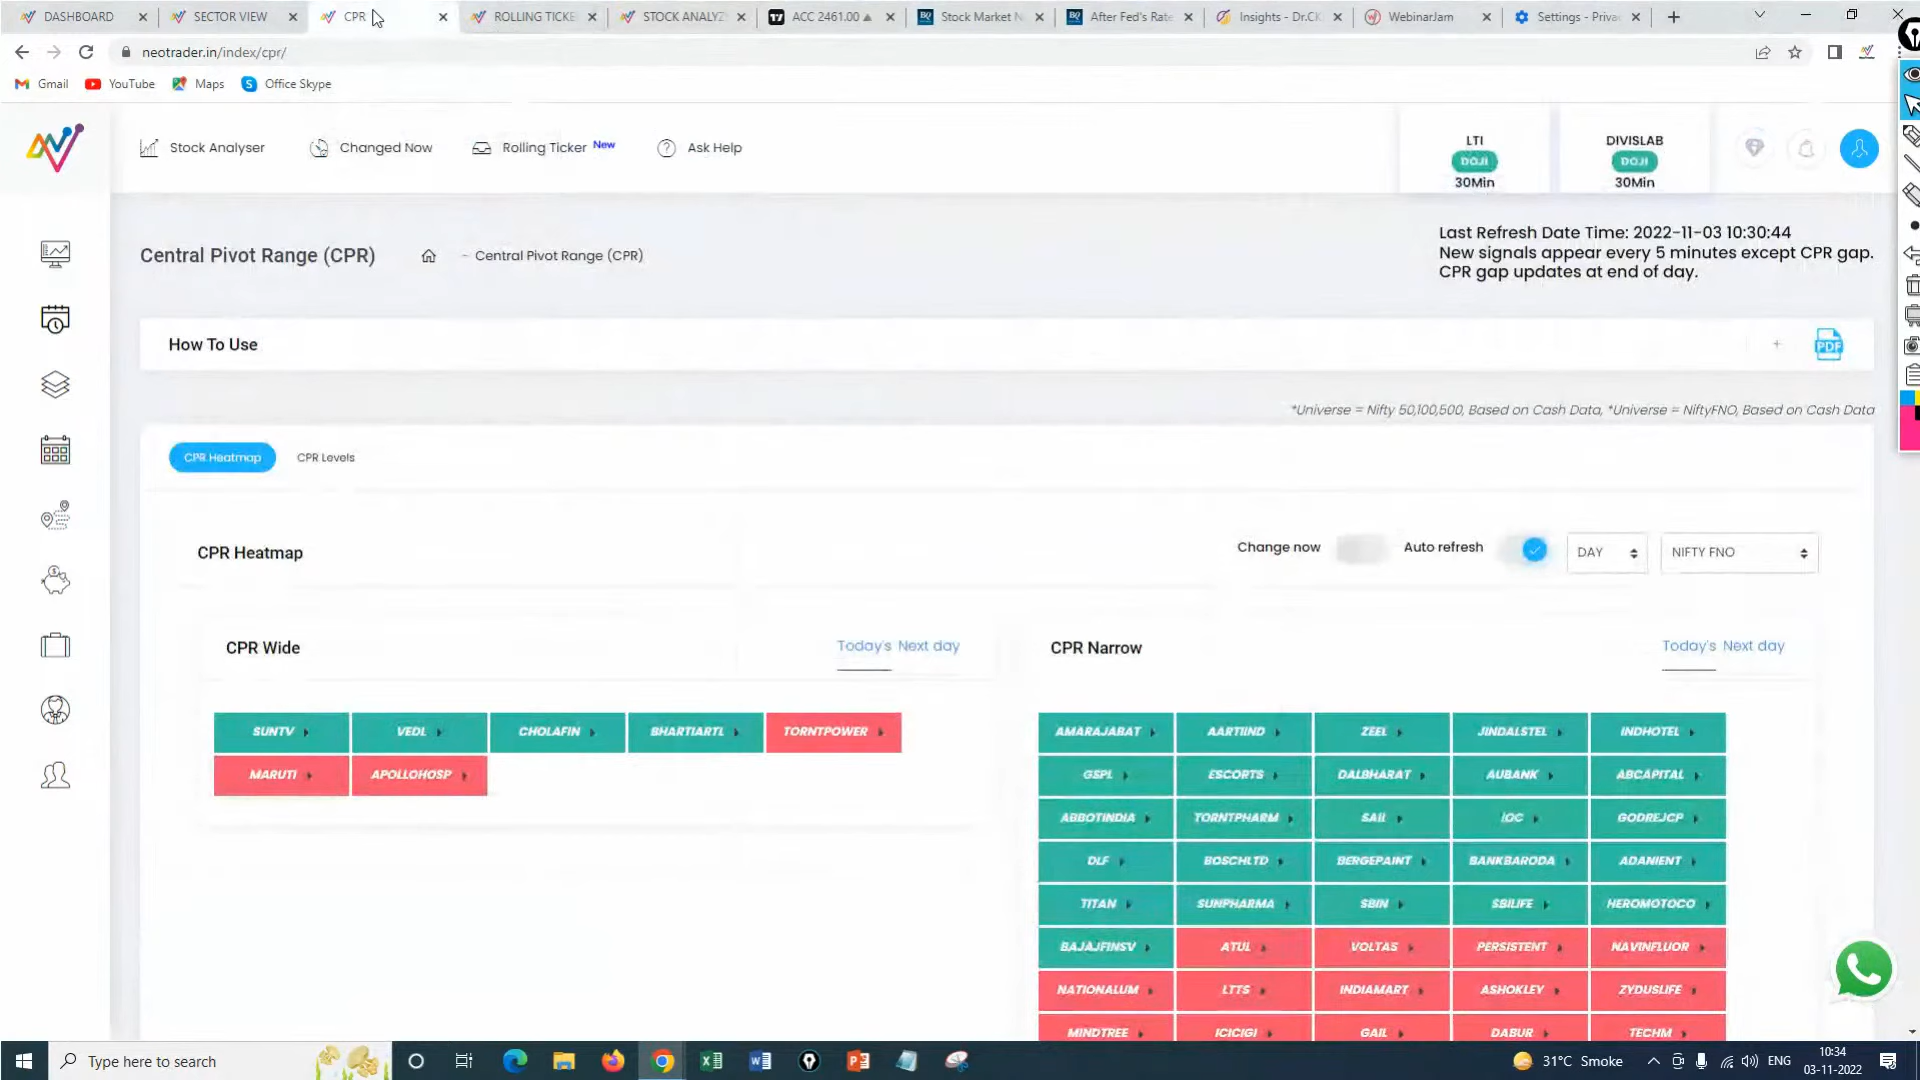 DASHBOARD
SECTOR VIEW
CPR
ROLLING TICKE
STOCK ANALYZ
ACC 2461.00
Stock Market N
After Fed's Rate
Insights - Dr.CK
WebinarJam
Settings - Priva
neotrader.in/index/cpr/
Gmail
YouTube
Maps
Office Skype
Stock Analyser
Changed Now
Rolling Ticker New
Ask Help
LTI
DOJI
30Min
DIVISLAB
DOJI
30Min
Central Pivot Range (CPR)
- Central Pivot Range (CPR)
Last Refresh Date Time: 2022-11-03 10:30:44
New signals appear every 5 minutes except CPR gap.
CPR gap updates at end of day.
How To Use
PDF
*Universe = Nifty 50,100,500, Based on Cash Data, *Universe = NiftyFNO, Based on Cash Data
CPR Heatmap
CPR Levels
CPR Heatmap
Change now
Auto refresh
DAY
NIFTY FNO
CPR Wide
Today's Next day
CPR Narrow
Today's Next day
SUNTV VEDL CHOLAFIN BHARTIARTL TORNTPOWER
MARUTI APOLLOHOSP
AMARAJABAT AARTIIND ZEEL JINDALSTEL INDHOTEL
GSPL ESCORTS DALBHARAT AUBANK ABCAPITAL
ABBOTINDIA TORNTPHARM SAIL IOC GODREJCP
DLF BOSCHLTD BERGEPAINT BANKBARODA ADANIENT
TITAN SUNPHARMA SBIN SBILIFE HEROMOTOCO
BAJAJFINSV ATUL VOLTAS PERSISTENT NAVINFLUOR
NATIONALUM LTTS INDIAMART ASHOKLEY ZYDUSLIFE
MINDTREE ICICIGI GAIL DABUR TECHM
Type here to search
31°C Smoke
ENG
10:34
03-11-2022